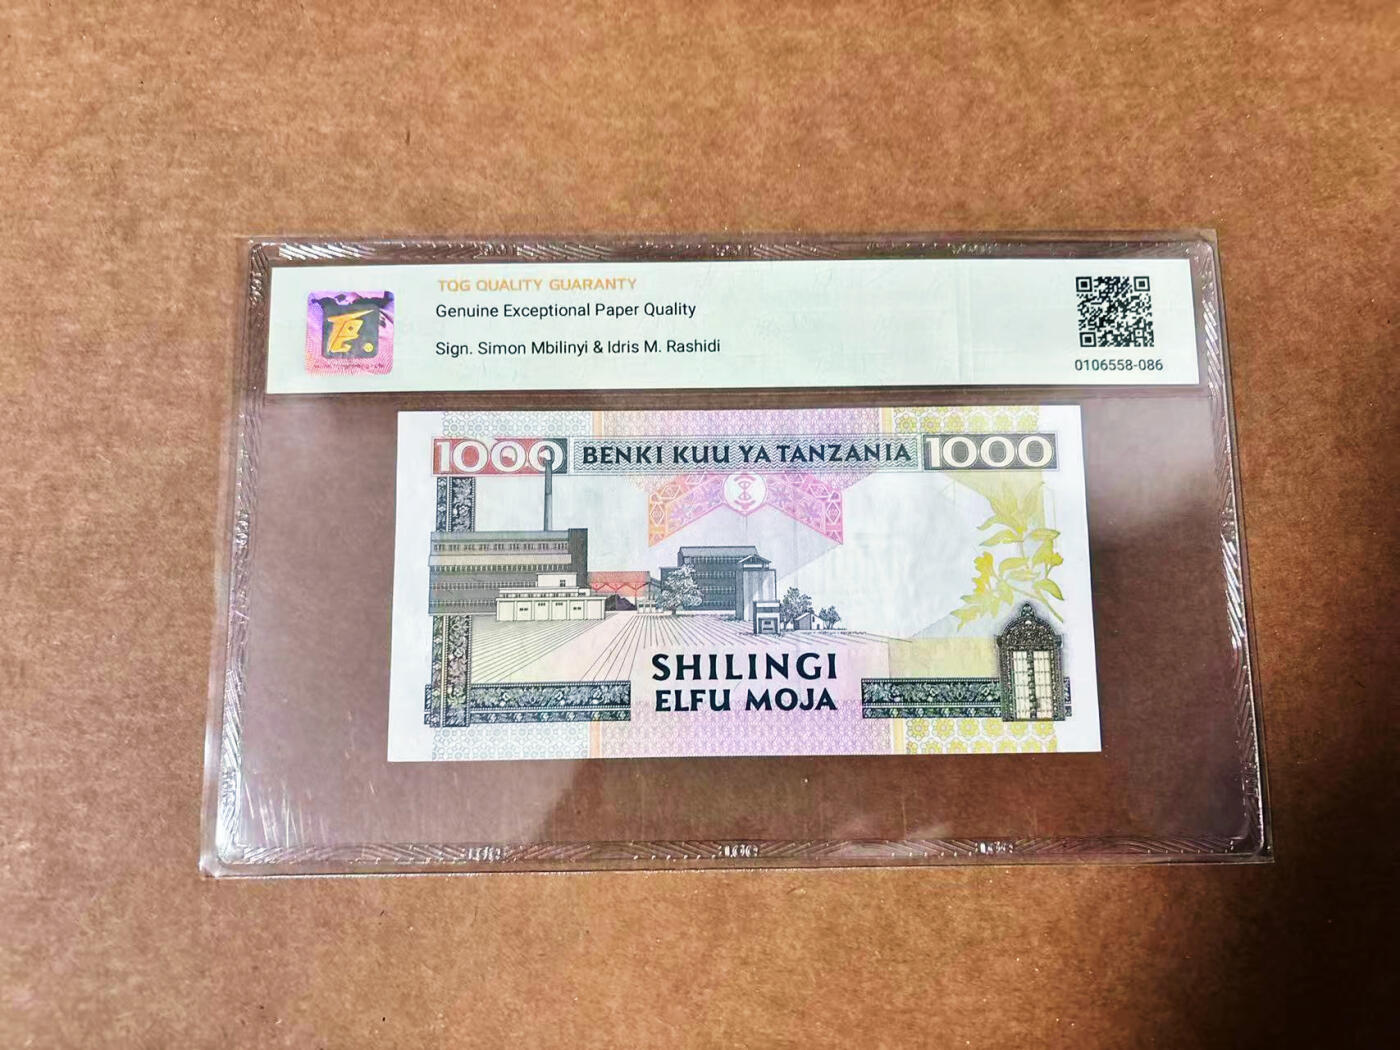 TQG QUALITY GUARANTY
Genuine Exceptional Paper Quality
Sign. Simon Mbilinyi & Idris M. Rashidi
0106558-086
1000 BENKI KUU YA TANZANIA 1000
SHILINGI
ELFU MOJA